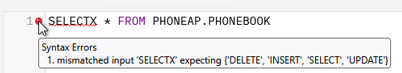 1 SELECTX * FROM PHONEAP.PHONEBOOK
Syntax Errors
1. mismatched input 'SELECTX' expecting {'DELETE', 'INSERT', 'SELECT', 'UPDATE'}